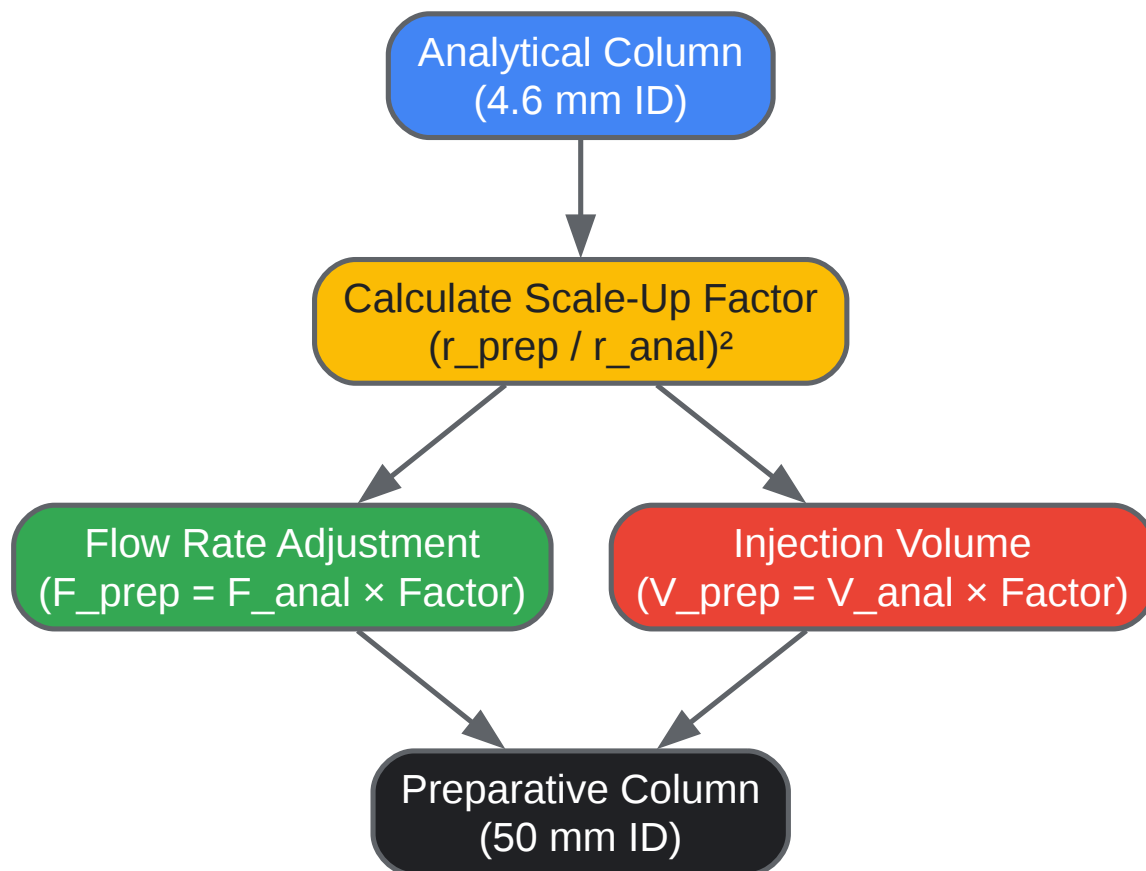 Analytical Column
(4.6 mm ID)
Calculate Scale-Up Factor
(r_prep / r_anal)²
Flow Rate Adjustment
(F_prep = F_anal × Factor)
Injection Volume
(V_prep = V_anal × Factor)
Preparative Column
(50 mm ID)